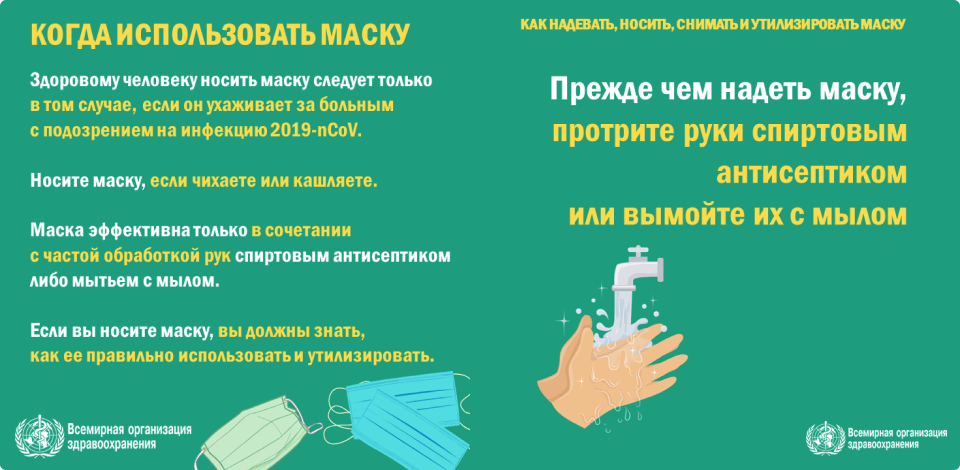 КОГДА ИСПОЛЬЗОВАТЬ МАСКУ
Здоровому человеку носить маску следует только
в том случае, если он ухаживает за больным
с подозрением на инфекцию 2019-nCoV.
Носите маску, если чихаете или кашляете.
Маска эффективна только в сочетании
с частой обработкой рук спиртовым антисептиком
либо мытьем с мылом.
Если вы носите маску, вы должны знать,
как ее правильно использовать и утилизировать.
Всемирная организация
здравоохранения
КАК НАДЕВАТЬ, НОСИТЬ, СНИМАТЬ И УТИЛИЗИРОВАТЬ МАСКУ
Прежде чем надеть маску,
протрите руки спиртовым
антисептиком
или вымойте их с мылом
Всемирная организация
здравоохранения